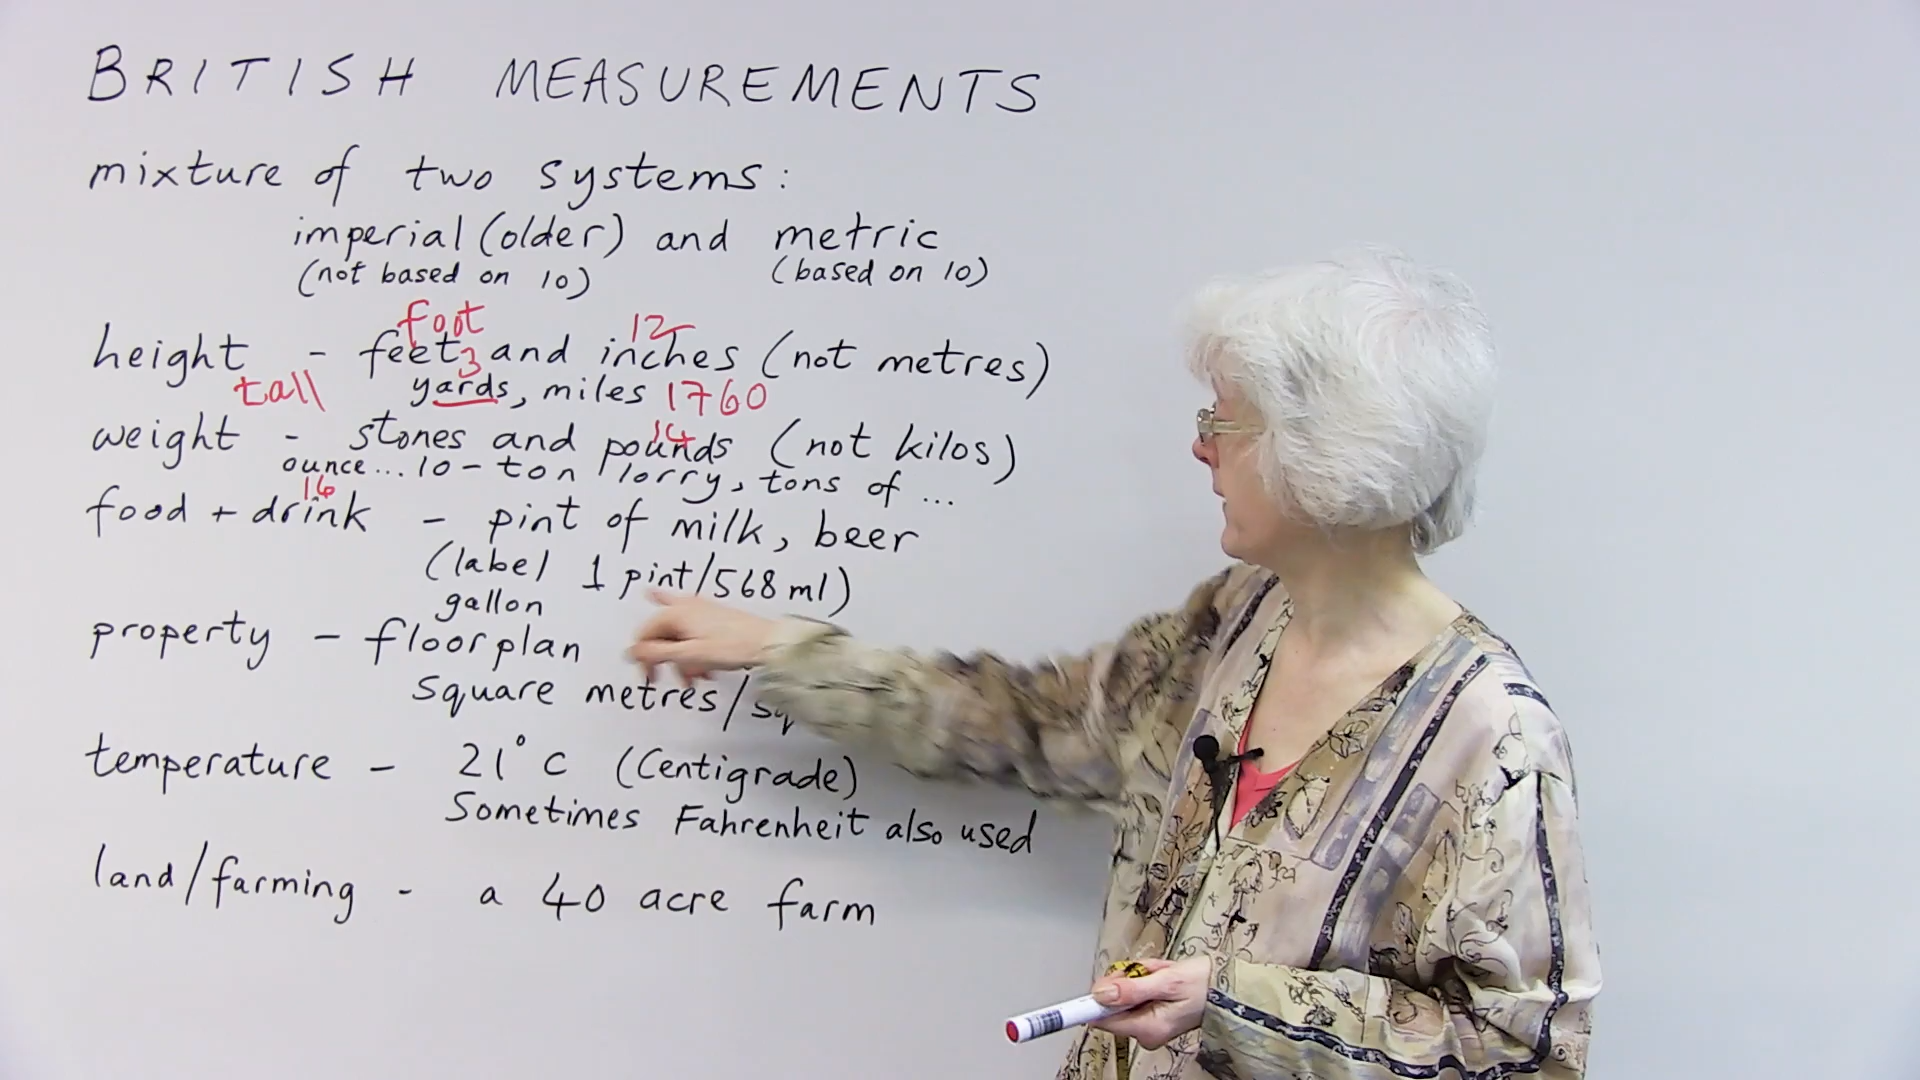 BRITISH MEASUREMENTS
mixture of two systems:
imperial (older) and metric
(not based on 10) (based on 10)
foot 12
height - feet 3 and inches (not metres)
tall yards, miles 1760
14
weight - stones and pounds (not kilos)
ounce... 10-ton lorry, tons of ...
16
food + drink - pint of milk, beer
(label 1 pint/568 ml)
gallon
property - floorplan
square metres/
temperature - 21°C (Centigrade)
Sometimes Fahrenheit also used
land/farming - a 40 acre farm